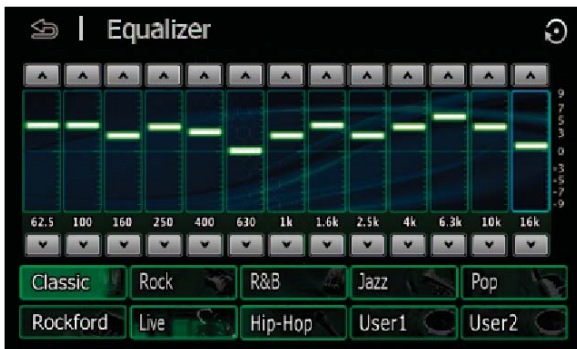 Equalizer
9
7
5
3
0
-3
-5
-7
-9
62.5 100 160 250 400 630 1k 1.6k 2.5k 4k 6.3k 10k 16k
Classic Rock R&B Jazz Pop
Rockford Live Hip-Hop User1 User2